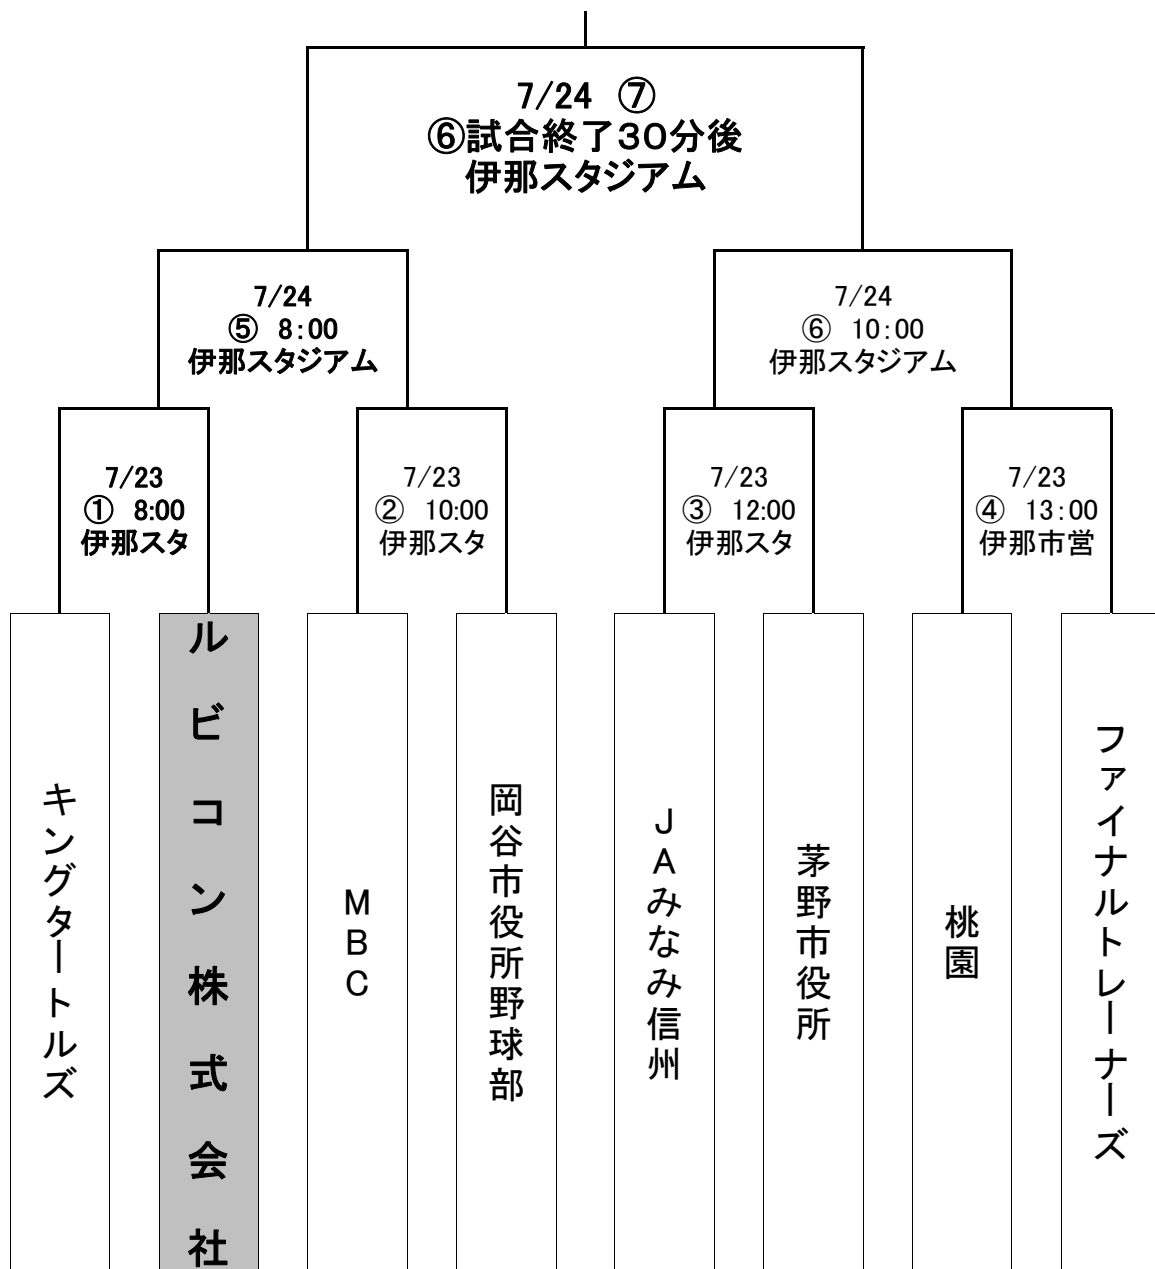 7/24 ⑦
⑥試合終了30分後
伊那スタジアム
7/24
⑤ 8:00
伊那スタジアム
7/24
⑥ 10:00
伊那スタジアム
7/23
① 8:00
伊那スタ
7/23
② 10:00
伊那スタ
7/23
③ 12:00
伊那スタ
7/23
④ 13:00
伊那市営
キングタートルズ
ルビコン株式会社
MBC
岡谷市役所野球部
JAみなみ信州
茅野市役所
桃園
ファイナルトレーナーズ